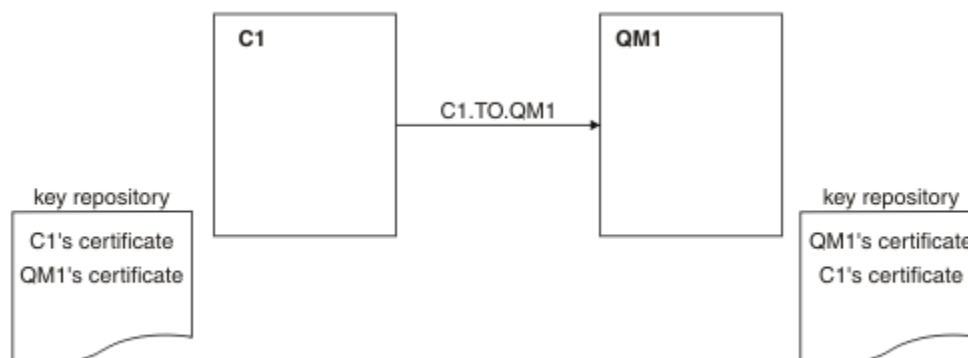 C1
QM1
C1.TO.QM1
key repository
C1's certificate
QM1's certificate
key repository
QM1's certificate
C1's certificate